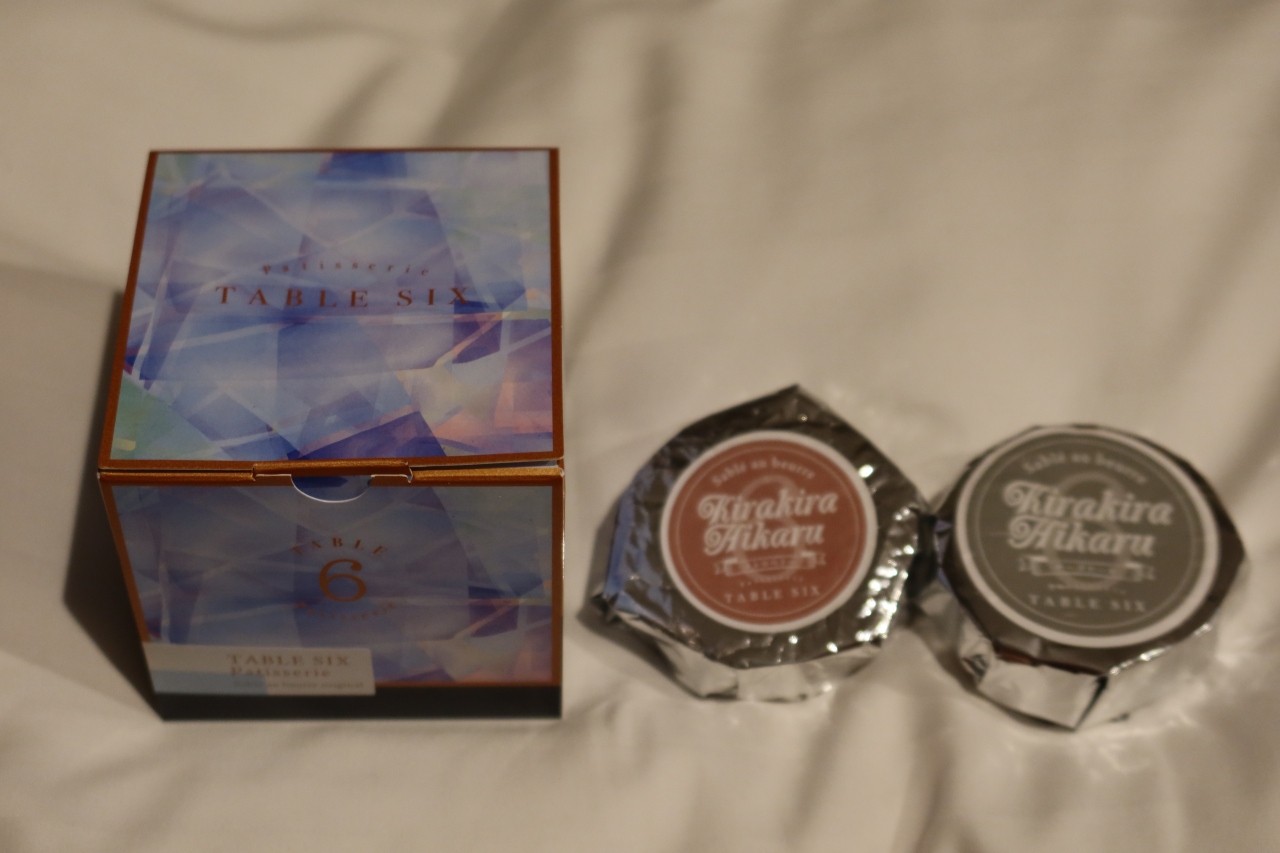 Patisserie
TABLE SIX
TABLE
6
TABLE SIX
Patisserie
Sablé au beurre
Kirakira
Hikaru
TABLE SIX
Sablé au beurre
Kirakira
Hikaru
TABLE SIX